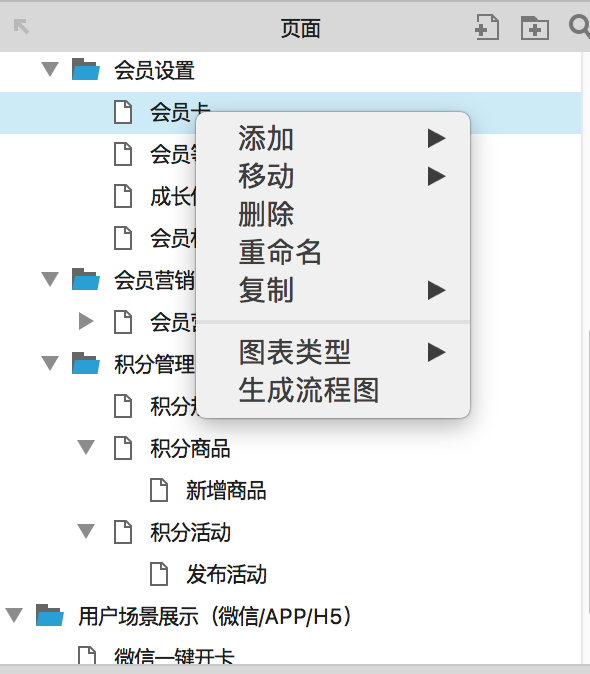 页面
会员设置
会员卡
会员
成长
会员
会员营销
会员
积分管理
积分
积分商品
新增商品
积分活动
发布活动
用户场景展示（微信/APP/H5）
微信一键开卡
添加
移动
删除
重命名
复制
图表类型
生成流程图